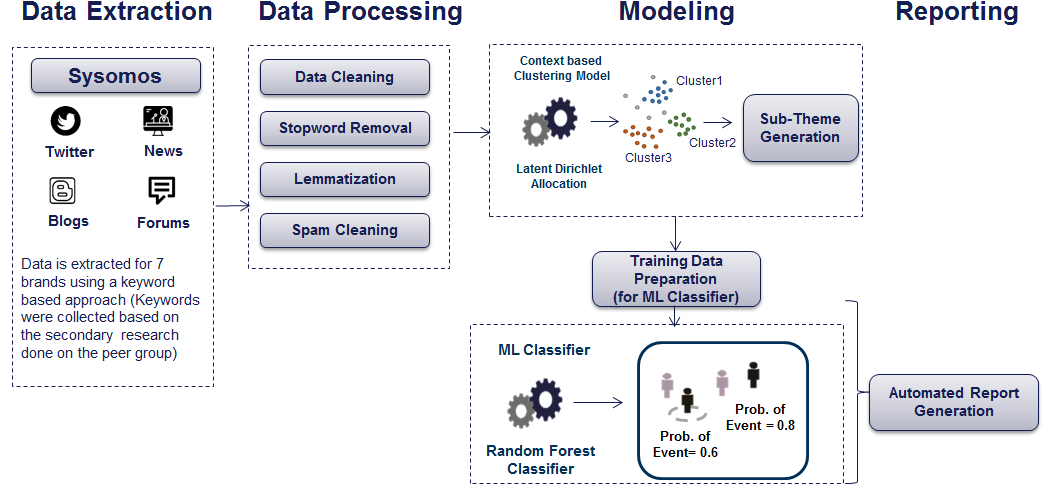 Data Extraction
Data Processing
Modeling
Reporting
Sysomos
Twitter
News
Blogs
Forums
Data is extracted for 7
brands using a keyword
based approach (Keywords
were collected based on
the secondary research
done on the peer group)
Data Cleaning
Stopword Removal
Lemmatization
Spam Cleaning
Context based
Clustering Model
Latent Dirichlet
Allocation
Cluster1
Cluster2
Cluster3
Sub-Theme
Generation
Training Data
Preparation
(for ML Classifier)
ML Classifier
Random Forest
Classifier
Prob. of
Event= 0.6
Prob. of
Event = 0.8
Automated Report
Generation